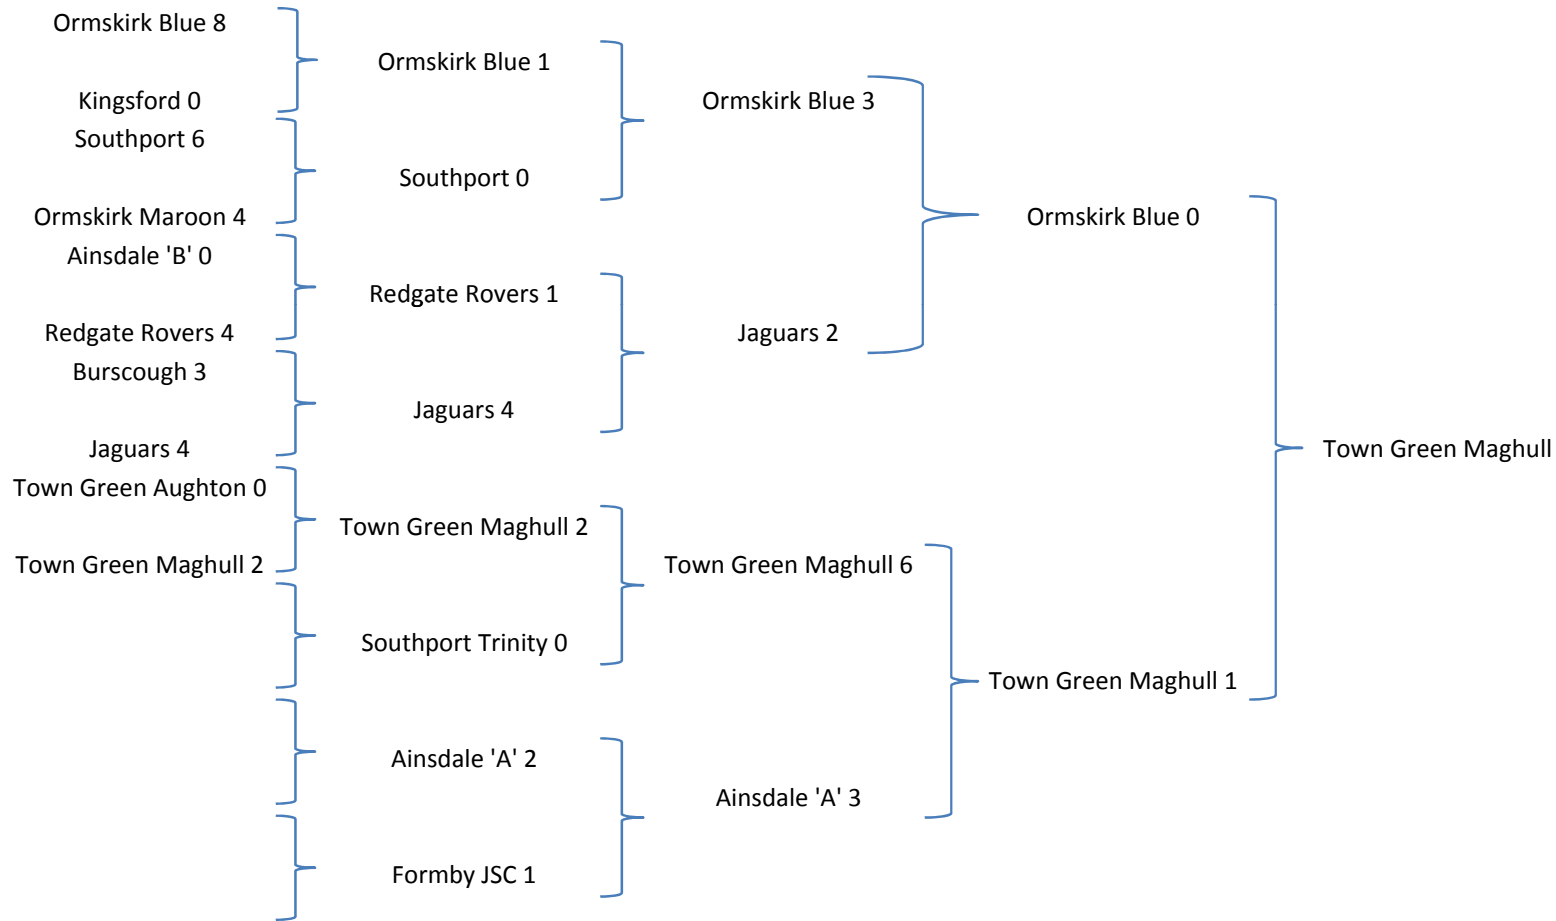 Ormskirk Blue 8
Kingsford 0
Southport 6
Ormskirk Maroon 4
Ainsdale 'B' 0
Redgate Rovers 4
Burscough 3
Jaguars 4
Town Green Aughton 0
Town Green Maghull 2
Ormskirk Blue 1
Southport 0
Redgate Rovers 1
Jaguars 4
Town Green Maghull 2
Southport Trinity 0
Ainsdale 'A' 2
Formby JSC 1
Ormskirk Blue 3
Jaguars 2
Town Green Maghull 6
Ainsdale 'A' 3
Ormskirk Blue 0
Town Green Maghull 1
Town Green Maghull